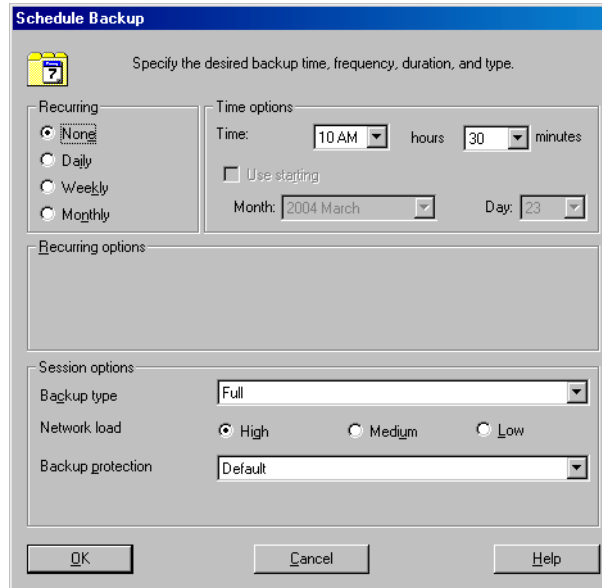 Schedule Backup
7
Specify the desired backup time, frequency, duration, and type.
Recurring
None
Daily
Weekly
Monthly
Time options
Time: 10 AM hours 30 minutes
Use starting
Month: 2004 March Day: 23
Recurring options
Session options
Backup type Full
Network load High Medium Low
Backup protection Default
OK Cancel Help